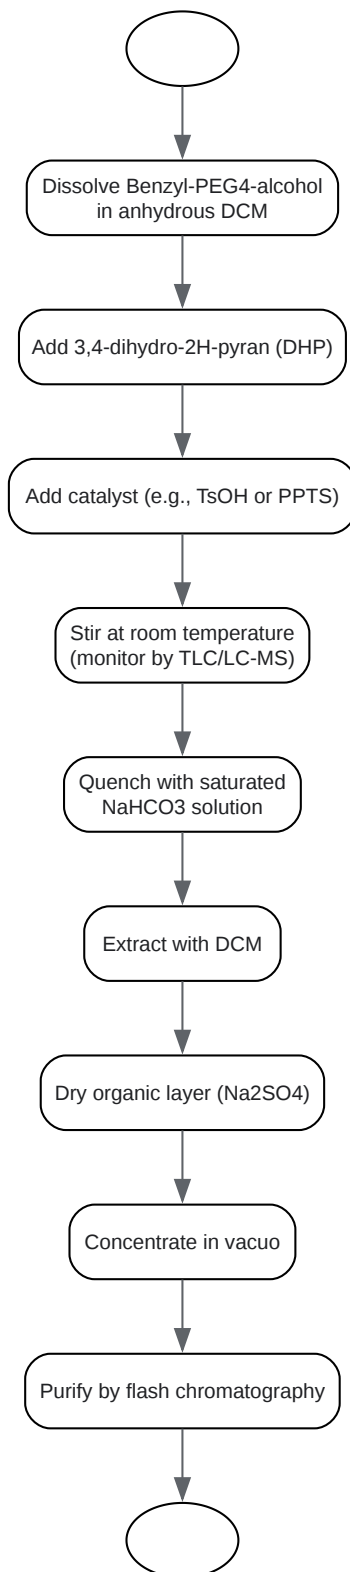 Dissolve Benzyl-PEG4-alcohol
in anhydrous DCM
Add 3,4-dihydro-2H-pyran (DHP)
Add catalyst (e.g., TsOH or PPTS)
Stir at room temperature
(monitor by TLC/LC-MS)
Quench with saturated
NaHCO3 solution
Extract with DCM
Dry organic layer (Na2SO4)
Concentrate in vacuo
Purify by flash chromatography